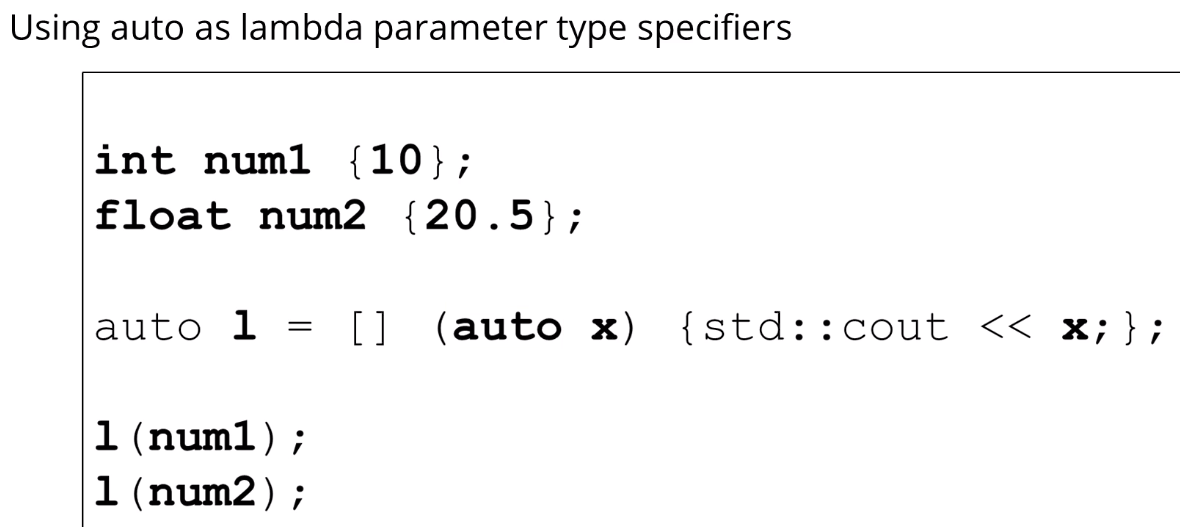 Using auto as lambda parameter type specifiers
int num1 {10};
float num2 {20.5};
auto l = [] (auto x) {std::cout << x;};
l(num1);
l(num2);